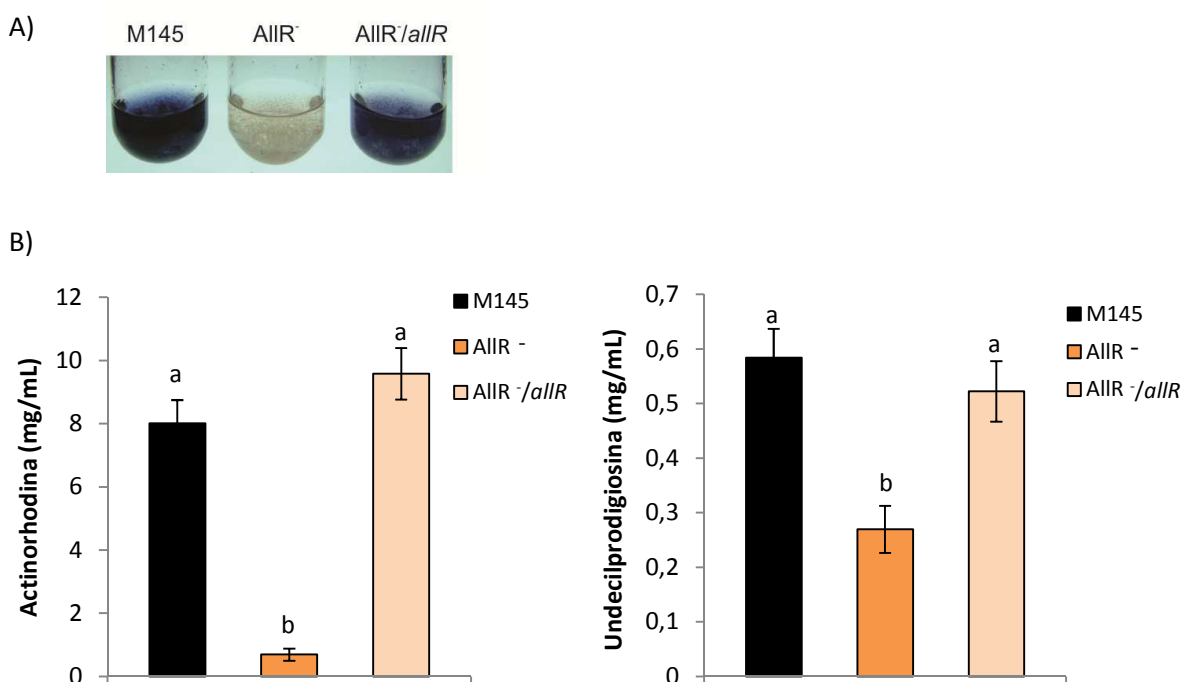 A)
M145 AllR- AllR-/allR
B)
Actinorhodina (mg/mL)
12
10
8
6
4
2
0
a
b
a
M145
AllR -
AllR -/allR
Undecilprodigiosina (mg/mL)
0,7
0,6
0,5
0,4
0,3
0,2
0,1
0
a
b
a
M145
AllR -
AllR -/allR